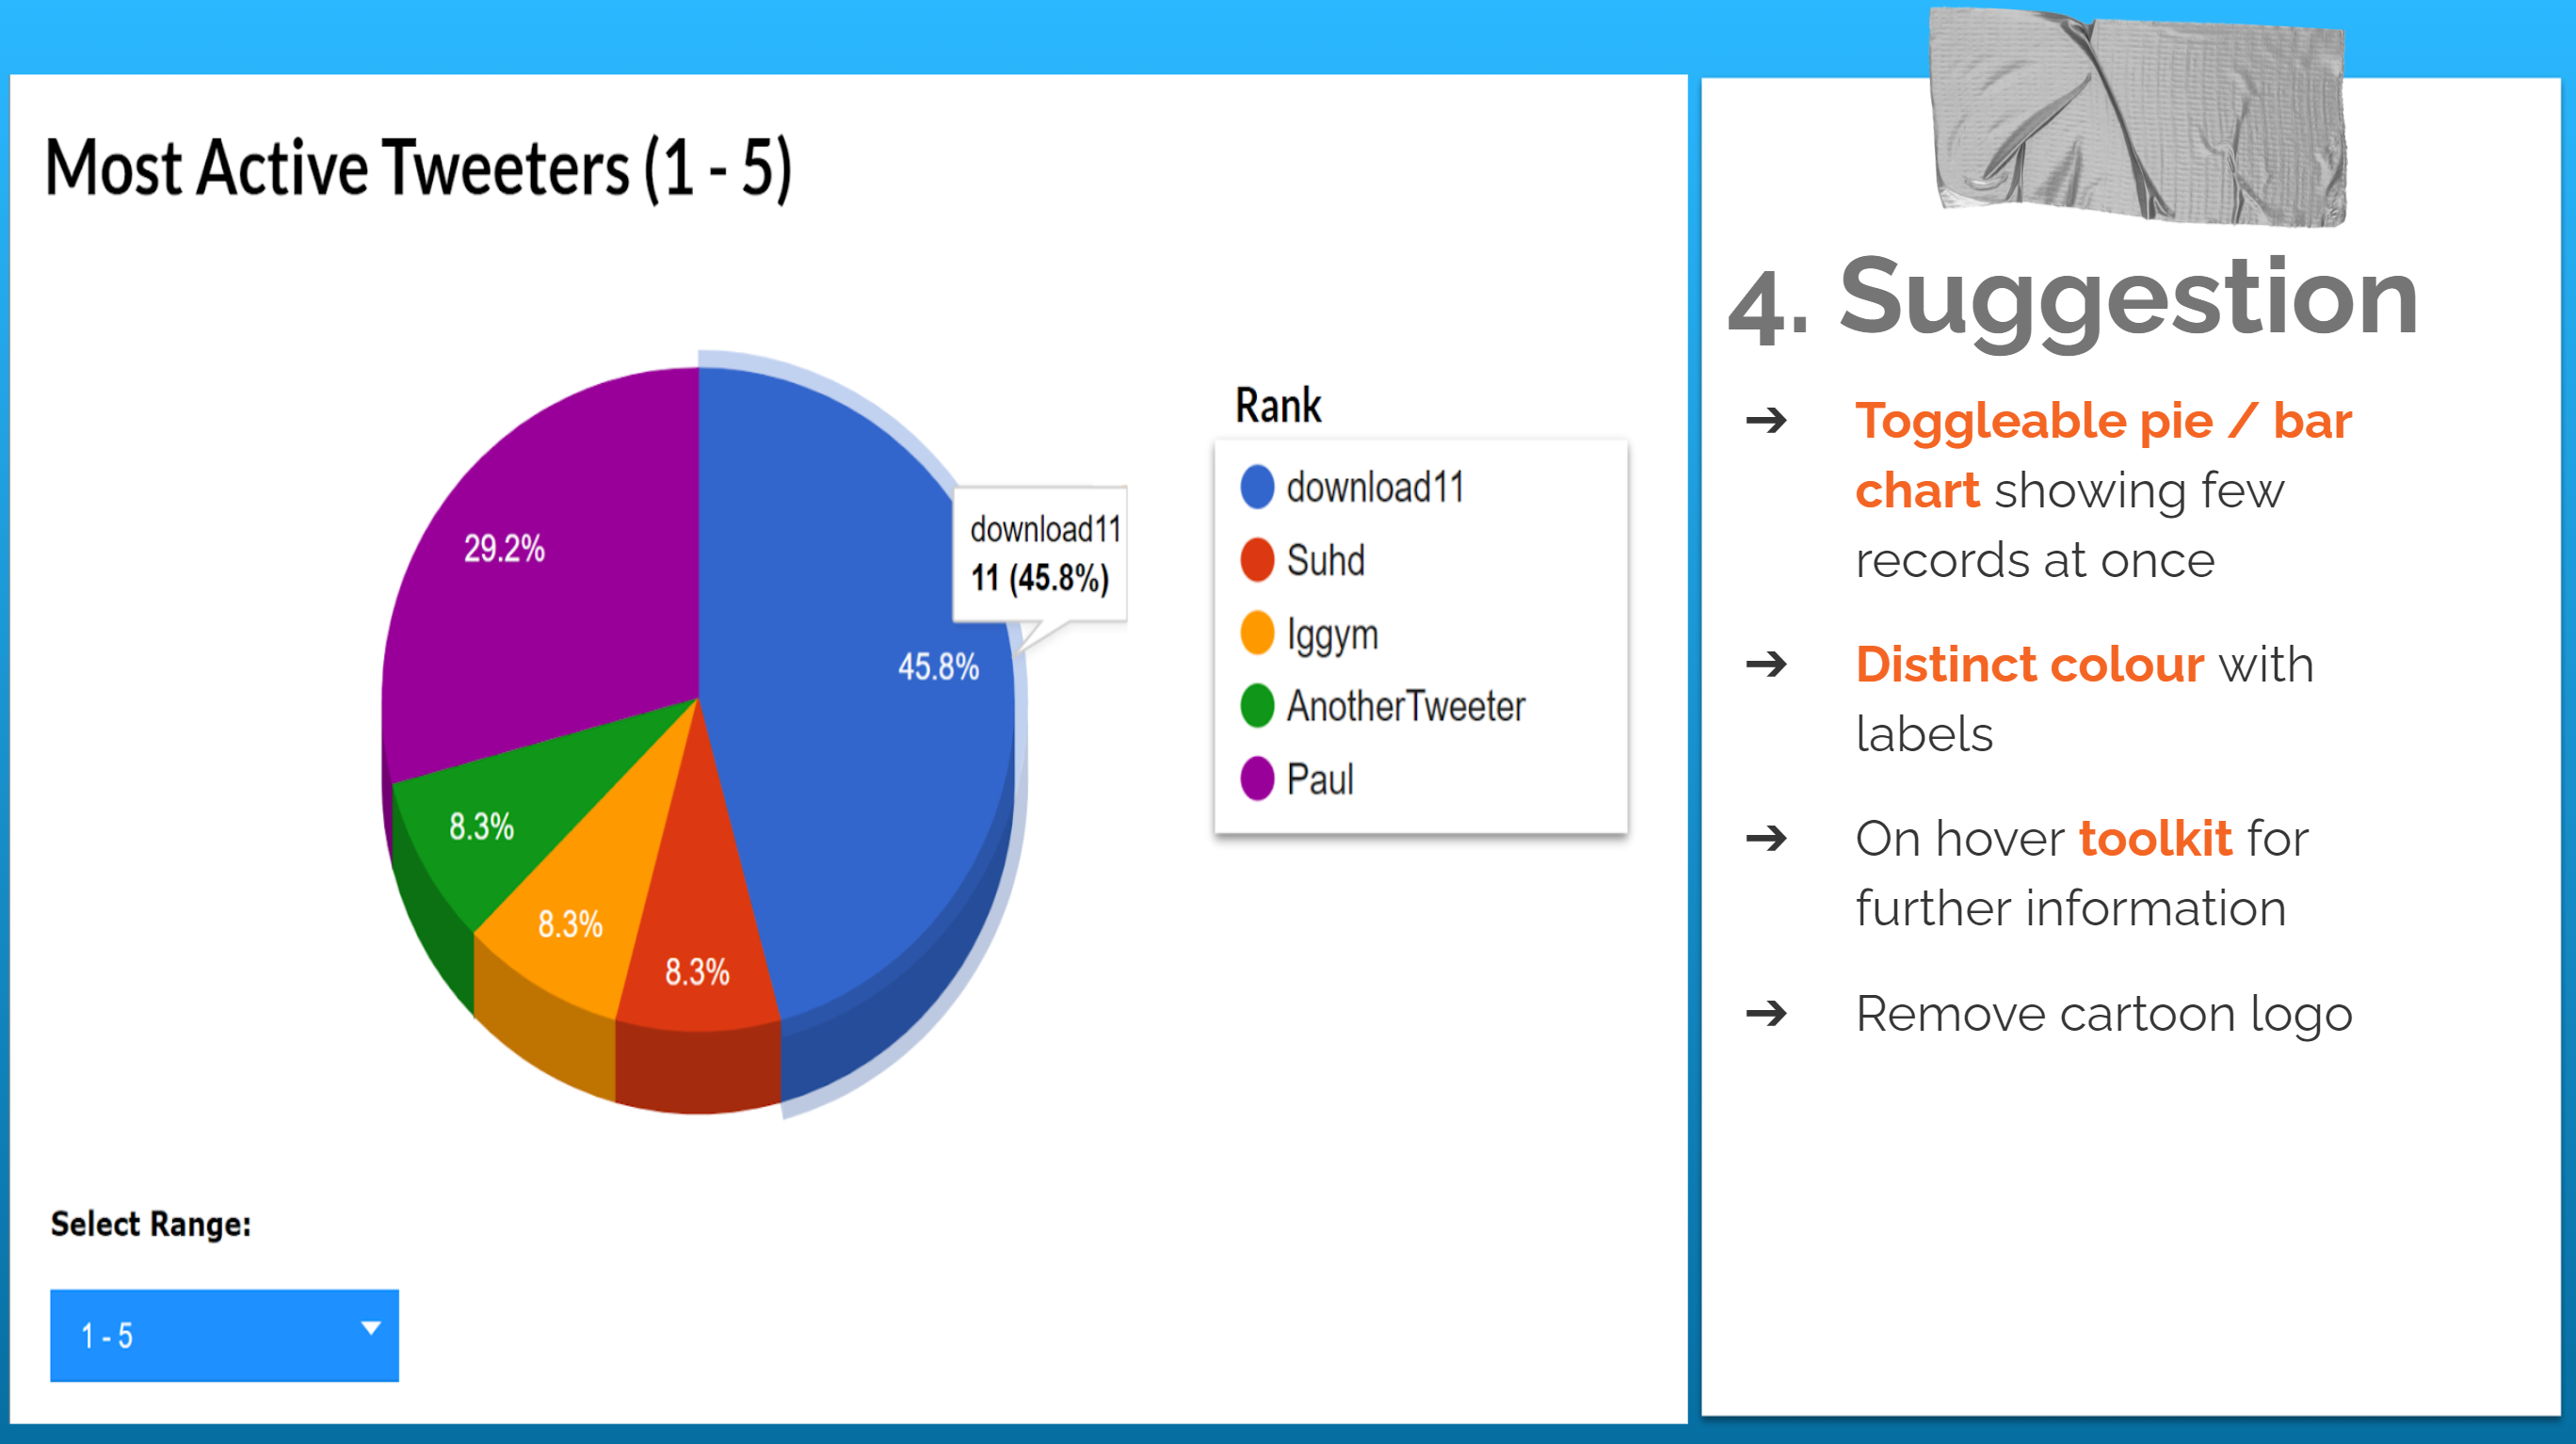 Most Active Tweeters (1 - 5)
29.2%
45.8%
8.3%
8.3%
8.3%
download11
11 (45.8%)
Rank
download11
Suhd
Iggym
AnotherTweeter
Paul
Select Range:
1 - 5
4. Suggestion
➔ Toggleable pie / bar
chart showing few
records at once
➔ Distinct colour with
labels
➔ On hover toolkit for
further information
➔ Remove cartoon logo